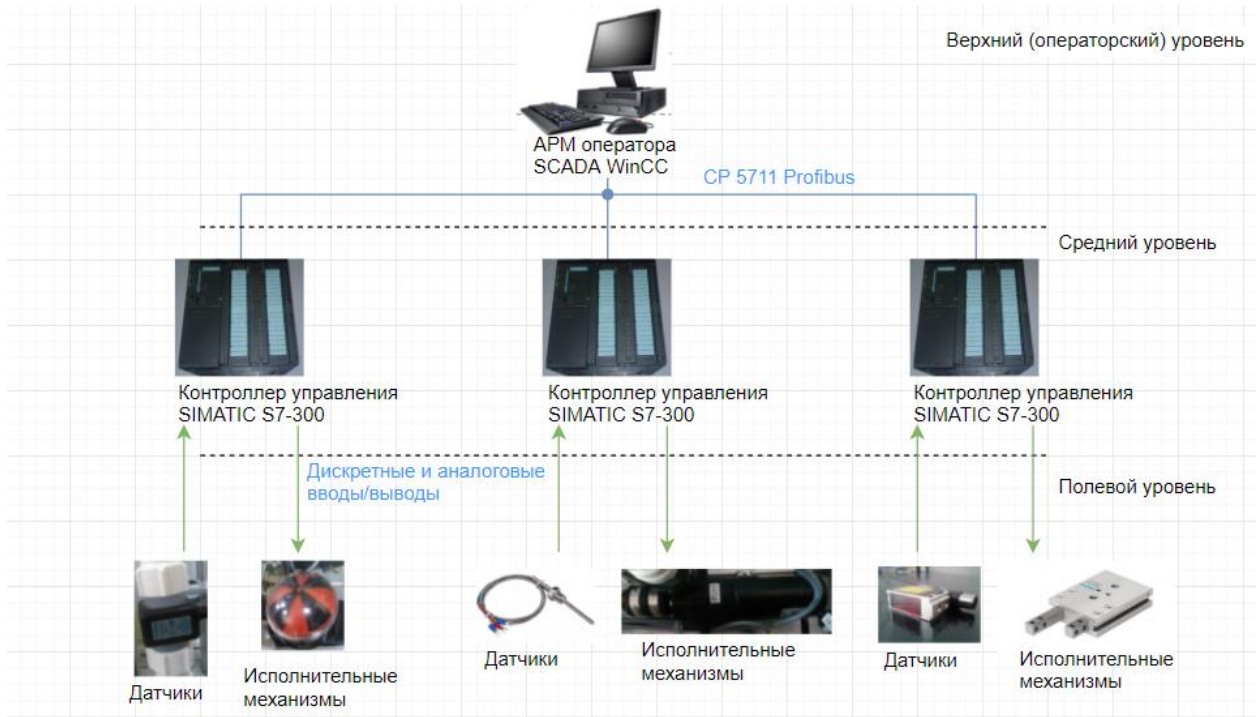 Верхний (операторский) уровень
АРМ оператора
SCADA WinCC
CP 5711 Profibus
Средний уровень
Контроллер управления
SIMATIC S7-300
Контроллер управления
SIMATIC S7-300
Контроллер управления
SIMATIC S7-300
Дискретные и аналоговые
вводы/выводы
Полевой уровень
Датчики
Исполнительные
механизмы
Датчики
Исполнительные
механизмы
Датчики
Исполнительные
механизмы